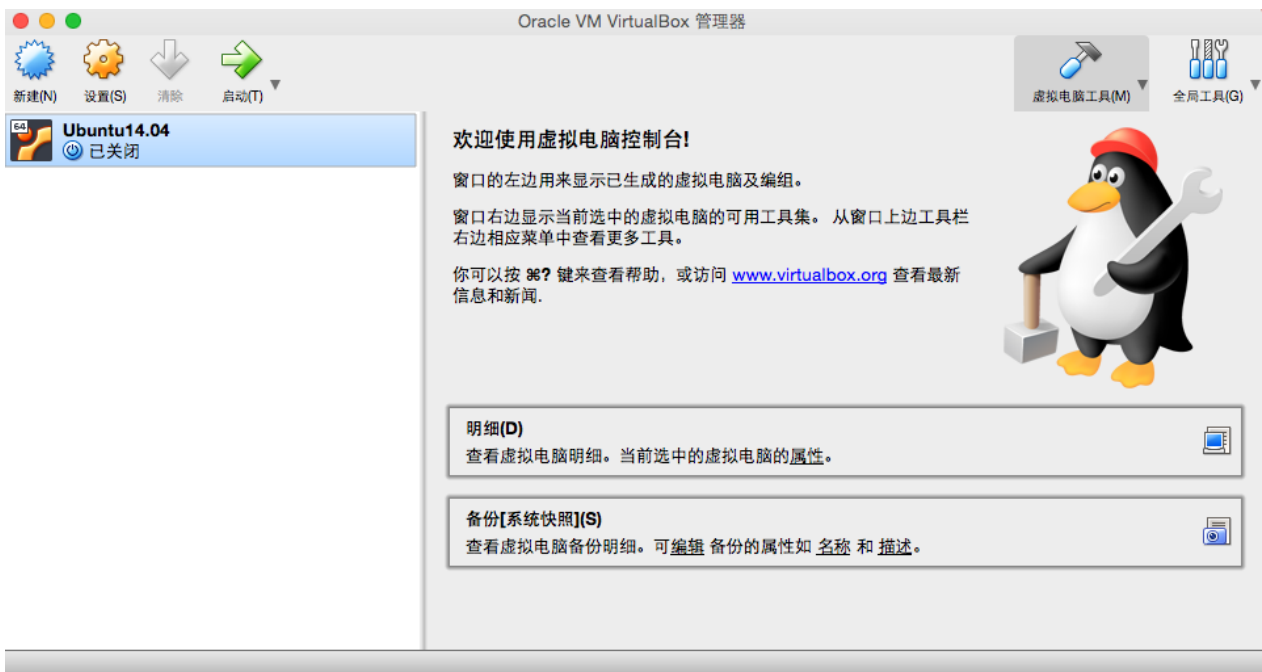 Oracle VM VirtualBox 管理器
新建(N) 设置(S) 清除 启动(T) 虚拟电脑工具(M) 全局工具(G)
64
Ubuntu14.04
已关闭
欢迎使用虚拟电脑控制台!
窗口的左边用来显示已生成的虚拟电脑及编组。
窗口右边显示当前选中的虚拟电脑的可用工具集。 从窗口上边工具栏
右边相应菜单中查看更多工具。
你可以按 ⌘? 键来查看帮助，或访问 www.virtualbox.org 查看最新
信息和新闻.
明细(D)
查看虚拟电脑明细。当前选中的虚拟电脑的属性。
备份[系统快照](S)
查看虚拟电脑备份明细。可编辑 备份的属性如 名称 和 描述。